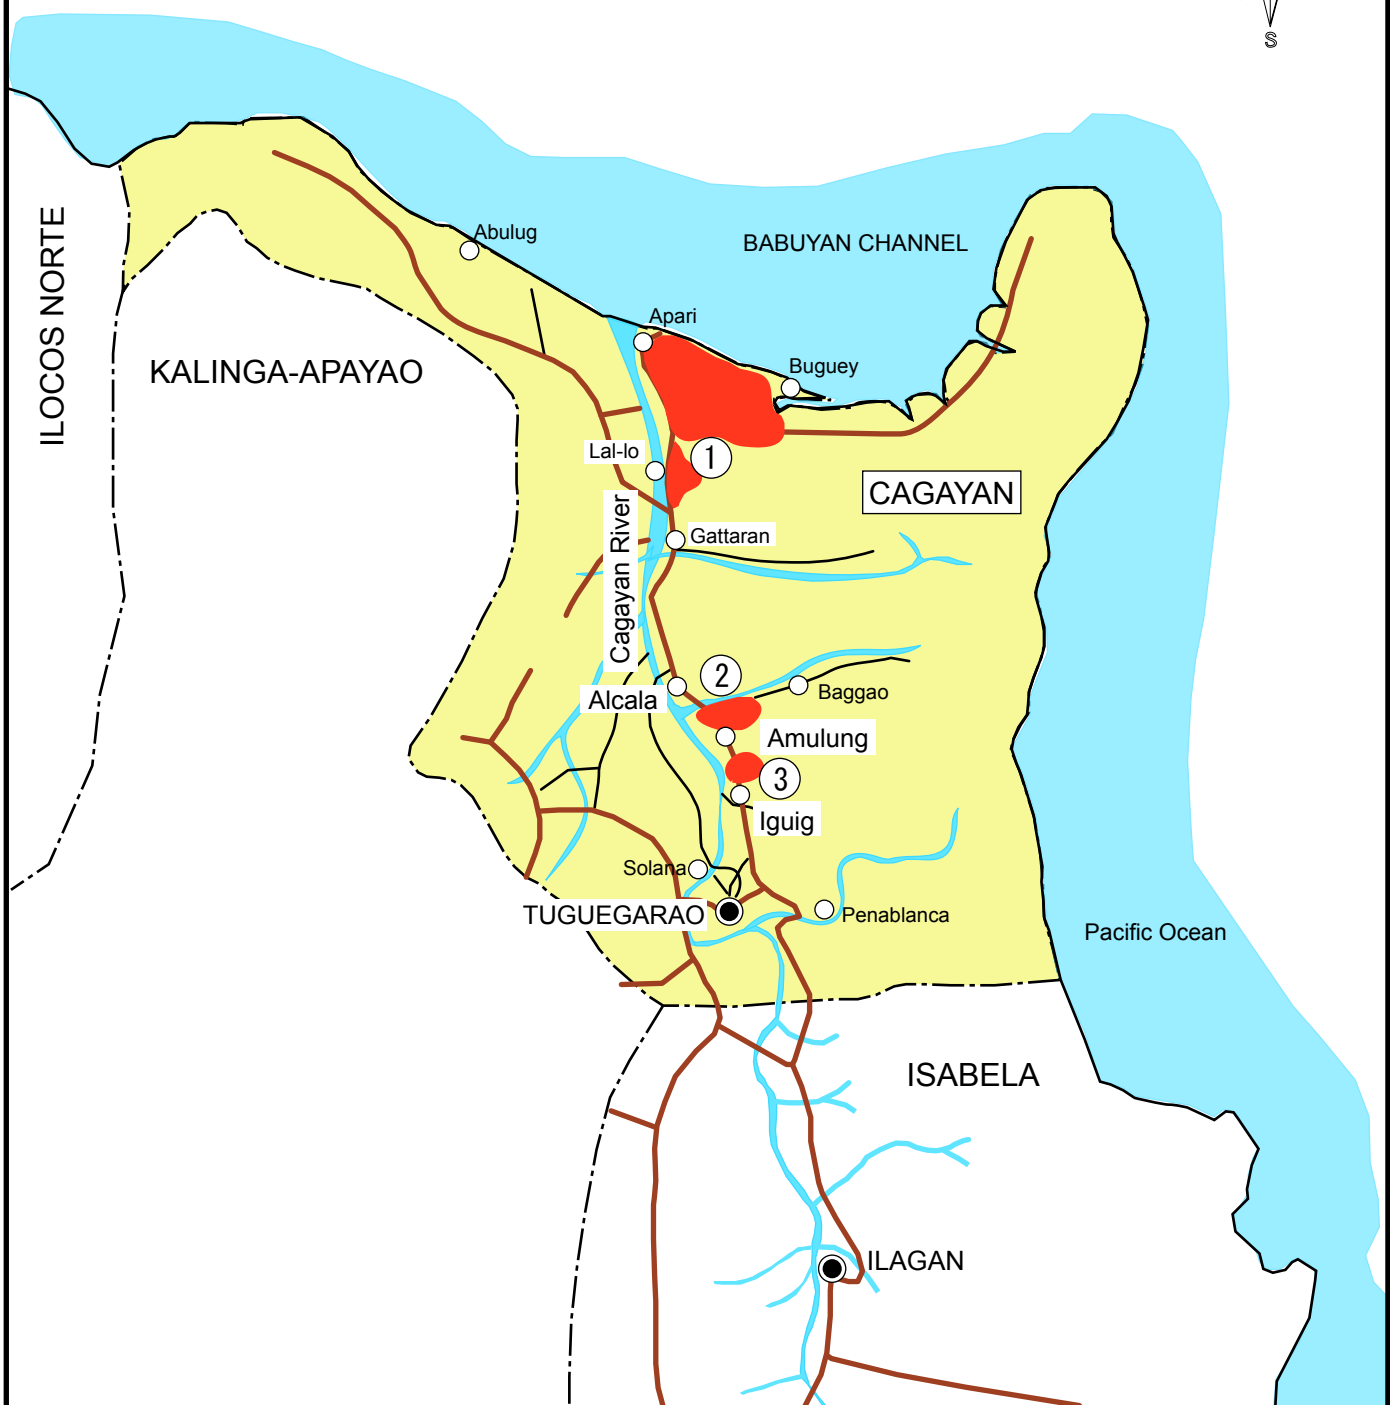 S
ILOCOS NORTE
Abulug
BABUYAN CHANNEL
Apari
KALINGA-APAYAO
Buguey
Lal-lo
1
CAGAYAN
Gattaran
Cagayan River
2
Alcala
Baggao
Amulung
3
Iguig
Solana
TUGUEGARAO
Penablanca
Pacific Ocean
ISABELA
ILAGAN